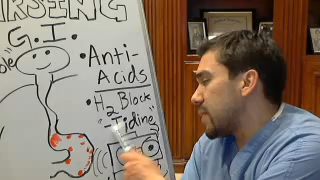 RSING
G.I.
• Anti-
Acids
• H2 Block
Tidine